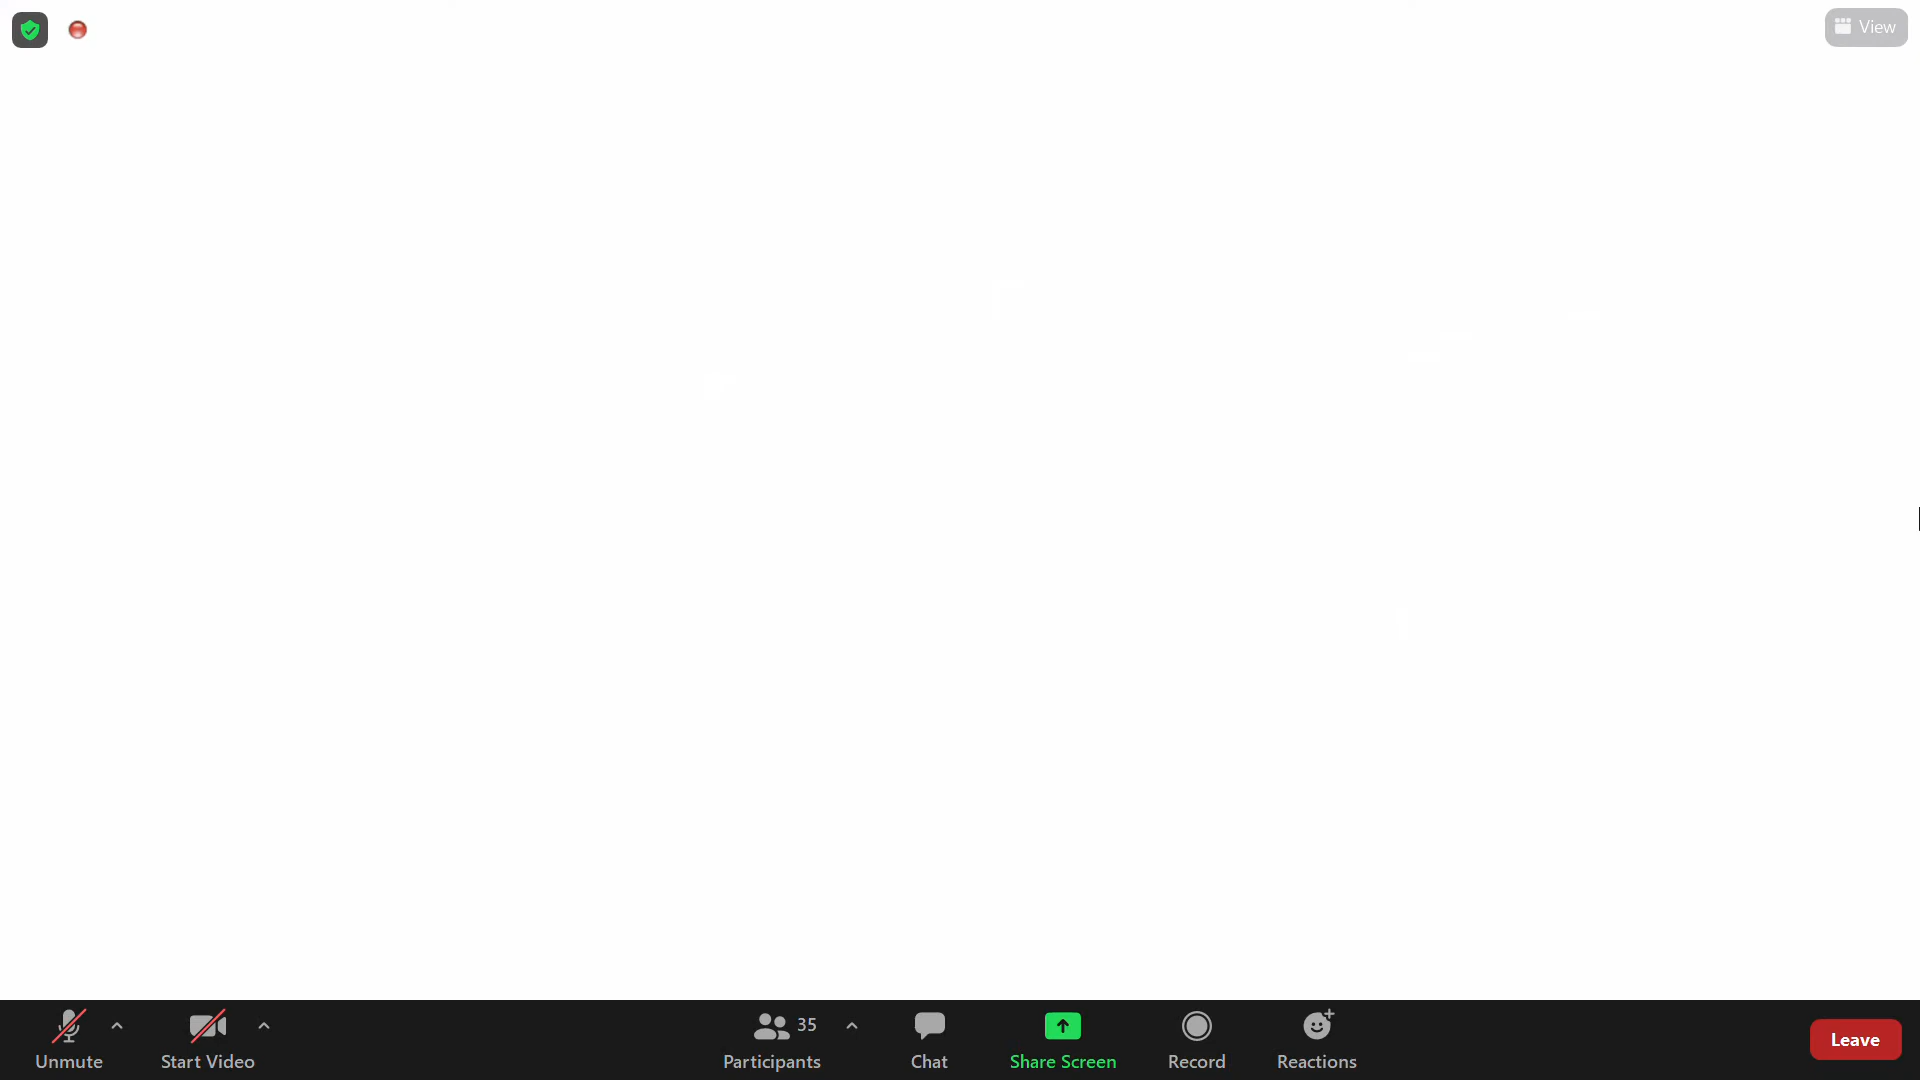 View
35
Unmute
Start Video
Participants
Chat
Share Screen
Record
Reactions
Leave